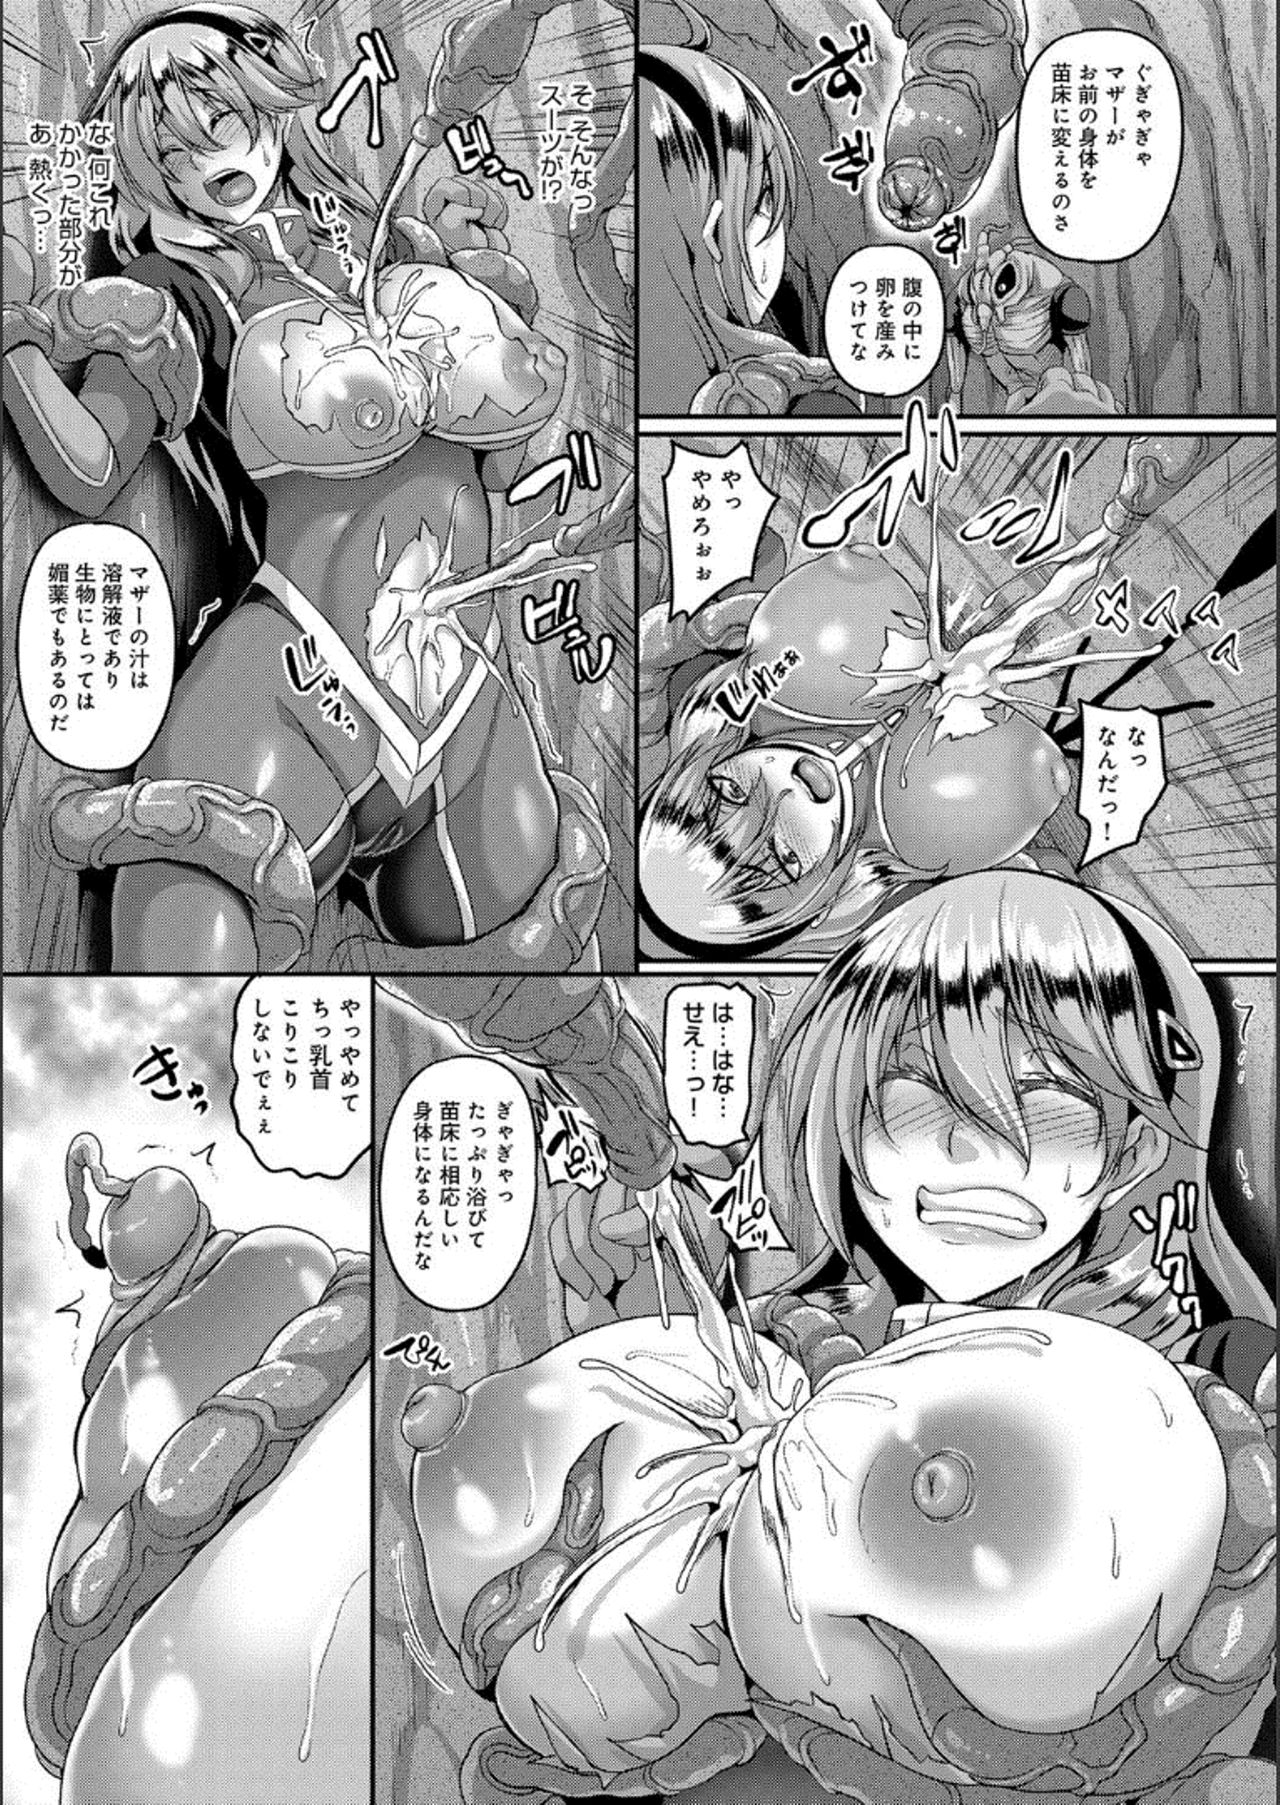 ぐぎゃぎゃ
マザーが
お前の身体を
苗床に変えるのさ
腹の中に
卵を産み
つけてな
やっ
やめろぉぉ
なっ
なんだっ!
そ そんなっ
スーツが!?
な 何これ
かかった部分が
あ 熱くっ…
マザーの汁は
溶解液であり
生物にとっては
媚薬でもあるのだ
は…はな…
せえ…っ!
ぎゃぎゃっ
たっぷり浴びて
苗床に相応しい
身体になるんだな
やっやめて
ちっ乳首
こりこり
しないでぇぇ